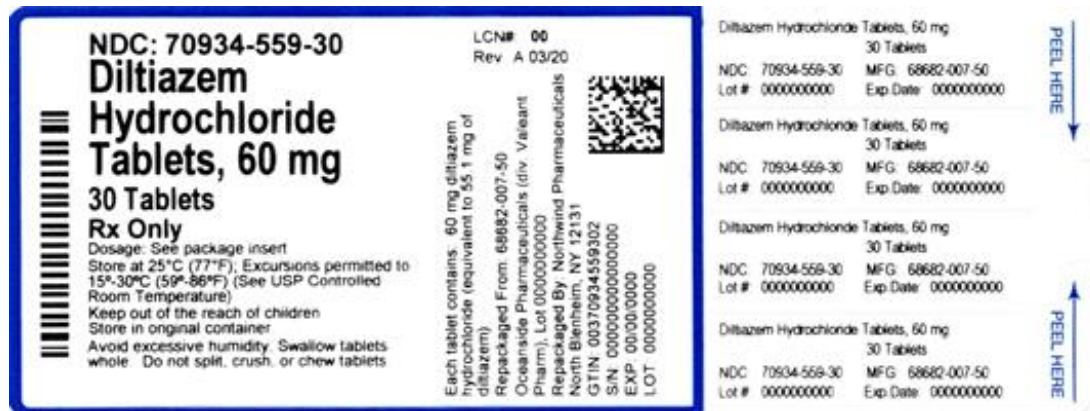 NDC: 70934-559-30
Diltiazem
Hydrochloride
Tablets, 60 mg
30 Tablets
Rx Only
Dosage: See package insert
Store at 25°C (77°F); Excursions permitted to
15º-30ºC (59º-86ºF) (See USP Controlled
Room Temperature)
Keep out of the reach of children
Store in original container
Avoid excessive humidity. Swallow tablets
whole. Do not split, crush, or chew tablets
LCN# 00
Rev A 03/20
Each tablet contains: 60 mg diltiazem
hydrochloride (equivalent to 55.1 mg of
diltiazem)
Repackaged From: 68682-007-50
Oceanside Pharmaceuticals (div. Valeant
Pharm), Lot 00000000000
Repackaged By: Northwind Pharmaceuticals
North Blenheim, NY 12131
GTIN: 00370934559302
S/N:
EXP: 00/00/0000
LOT: 0000000000
Diltiazem Hydrochloride Tablets, 60 mg
30 Tablets
NDC: 70934-559-30 MFG: 68682-007-50
Lot #: 0000000000 Exp.Date: 0000000000
Diltiazem Hydrochloride Tablets, 60 mg
30 Tablets
NDC: 70934-559-30 MFG: 68682-007-50
Lot #: 0000000000 Exp.Date: 0000000000
Diltiazem Hydrochloride Tablets, 60 mg
30 Tablets
NDC: 70934-559-30 MFG: 68682-007-50
Lot #: 0000000000 Exp.Date: 0000000000
Diltiazem Hydrochloride Tablets, 60 mg
30 Tablets
NDC: 70934-559-30 MFG: 68682-007-50
Lot #: 0000000000 Exp.Date: 0000000000
PEEL HERE
PEEL HERE